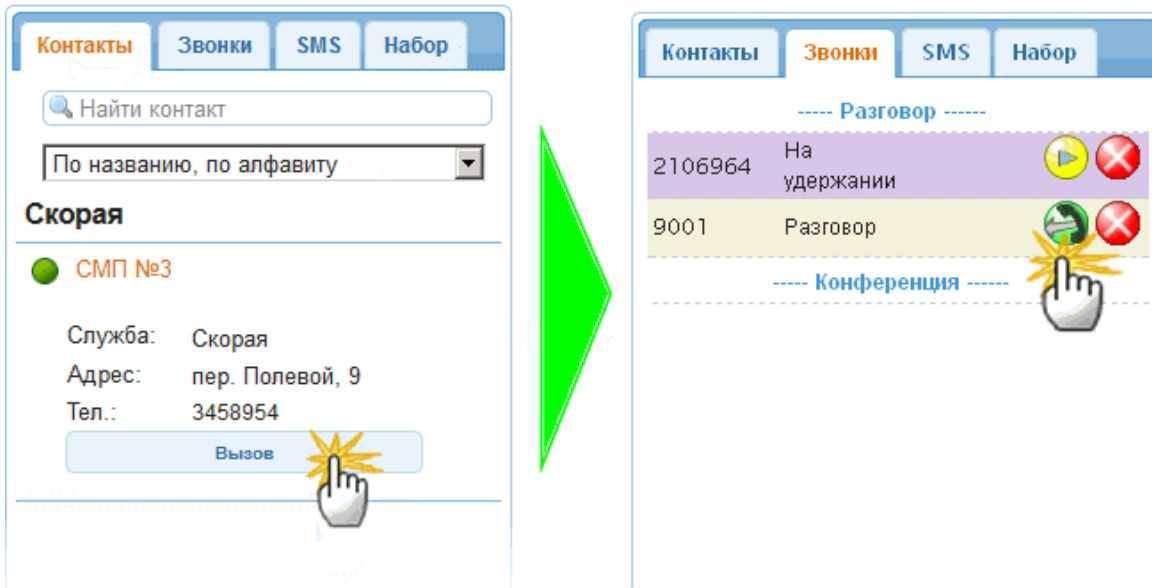 Контакты Звонки SMS Набор
Найти контакт
По названию, по алфавиту
Скорая
СМП №3
Служба: Скорая
Адрес: пер. Полевой, 9
Тел.: 3458954
Вызов
Контакты Звонки SMS Набор
----- Разговор ------
2106964 На
удержании
9001 Разговор
----- Конференция ------